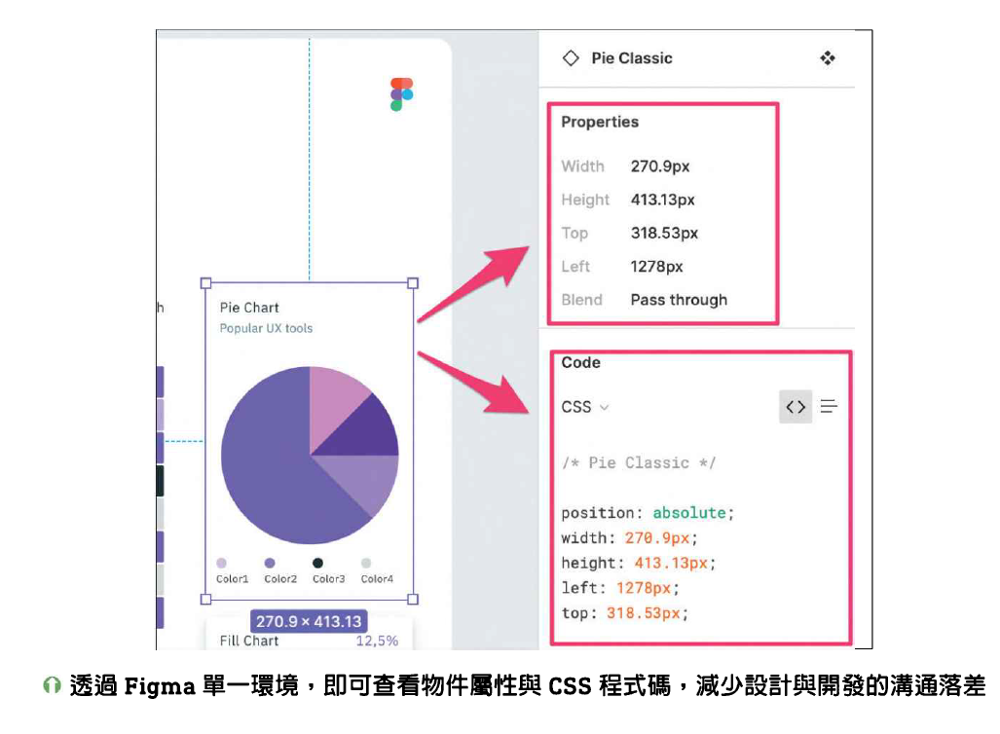 h
Pie Chart
Popular UX tools
Color1 Color2 Color3 Color4
270.9 × 413.13
Fill Chart 12,5%
Pie Classic
Properties
Width 270.9px
Height 413.13px
Top 318.53px
Left 1278px
Blend Pass through
Code
CSS
/* Pie Classic */
position: absolute;
width: 270.9px;
height: 413.13px;
left: 1278px;
top: 318.53px;
透過 Figma 單一環境，即可查看物件屬性與 CSS 程式碼，減少設計與開發的溝通落差